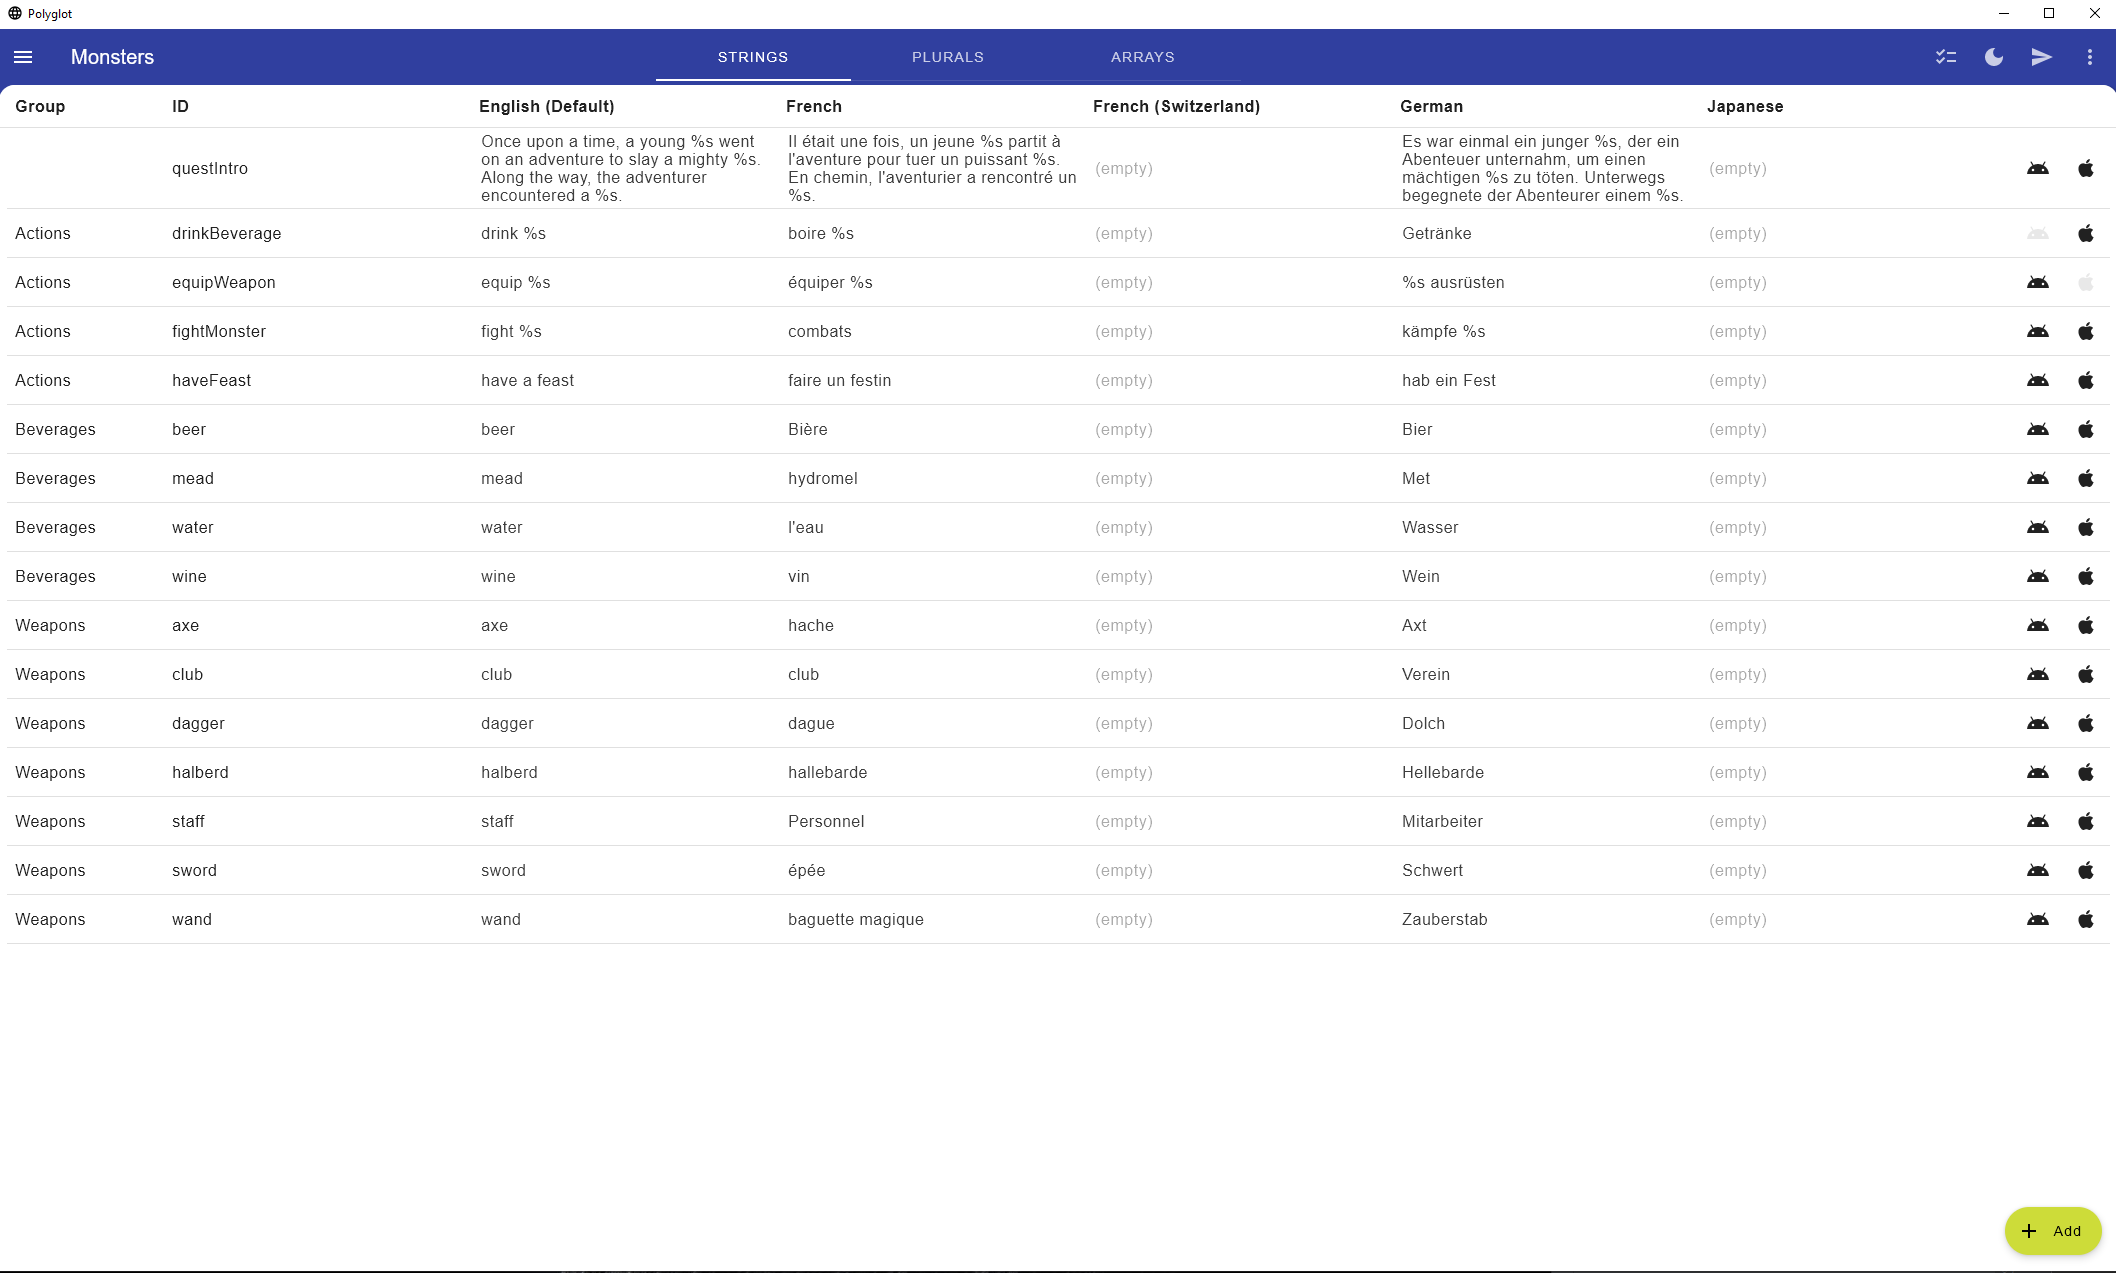 Polyglot
Monsters STRINGS PLURALS ARRAYS
Group ID English (Default) French French (Switzerland) German Japanese
questIntro
Once upon a time, a young %s went
on an adventure to slay a mighty %s.
Along the way, the adventurer
encountered a %s.
Il était une fois, un jeune %s partit à
l'aventure pour tuer un puissant %s.
En chemin, l'aventurier a rencontré un
%s.
(empty)
Es war einmal ein junger %s, der ein
Abenteuer unternahm, um einen
mächtigen %s zu töten. Unterwegs
begegnete der Abenteurer einem %s.
(empty)
Actions drinkBeverage drink %s boire %s (empty) Getränke (empty)
Actions equipWeapon equip %s équiper %s (empty) %s ausrüsten (empty)
Actions fightMonster fight %s combats (empty) kämpfe %s (empty)
Actions haveFeast have a feast faire un festin (empty) hab ein Fest (empty)
Beverages beer beer Bière (empty) Bier (empty)
Beverages mead mead hydromel (empty) Met (empty)
Beverages water water l'eau (empty) Wasser (empty)
Beverages wine wine vin (empty) Wein (empty)
Weapons axe axe hache (empty) Axt (empty)
Weapons club club club (empty) Verein (empty)
Weapons dagger dagger dague (empty) Dolch (empty)
Weapons halberd halberd hallebarde (empty) Hellebarde (empty)
Weapons staff staff Personnel (empty) Mitarbeiter (empty)
Weapons sword sword épée (empty) Schwert (empty)
Weapons wand wand baguette magique (empty) Zauberstab (empty)
Add